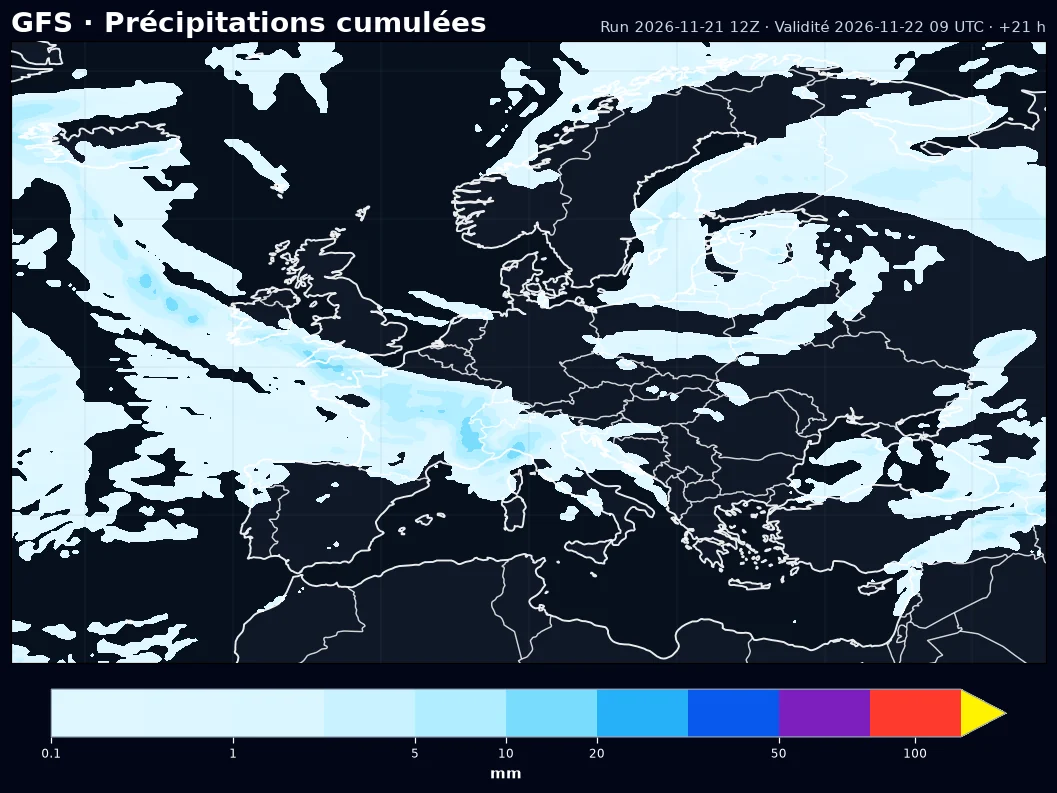 GFS · Précipitations cumulées
Run 2026-11-21 12Z · Validité 2026-11-22 09 UTC · +21 h
0.1 1 5 10 20 50 100
mm